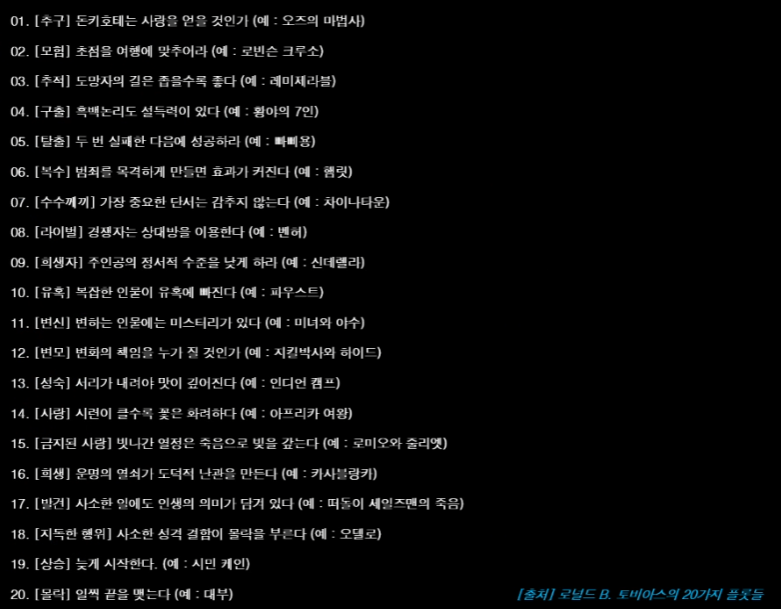 01. [추구] 돈키호테는 사랑을 얻을 것인가 (예 : 오즈의 마법사)
02. [모험] 초점을 여행에 맞추어라 (예 : 로빈슨 크루소)
03. [추적] 도망자의 길은 좁을수록 좋다 (예 : 레미제라블)
04. [구출] 흑백논리도 설득력이 있다 (예 : 황야의 7인)
05. [탈출] 두 번 실패한 다음에 성공하라 (예 : 빠삐용)
06. [복수] 범죄를 목격하게 만들면 효과가 커진다 (예 : 햄릿)
07. [수수께끼] 가장 중요한 단서는 감추지 않는다 (예 : 차이나타운)
08. [라이벌] 경쟁자는 상대방을 이용한다 (예 : 벤허)
09. [희생자] 주인공의 정서적 수준을 낮게 하라 (예 : 신데렐라)
10. [유혹] 복잡한 인물이 유혹에 빠진다 (예 : 파우스트)
11. [변신] 변하는 인물에는 미스터리가 있다 (예 : 미녀와 야수)
12. [변모] 변화의 책임을 누가 질 것인가 (예 : 지킬박사와 하이드)
13. [성숙] 서리가 내려야 맛이 깊어진다 (예 : 인디언 캠프)
14. [사랑] 시련이 클수록 꽃은 화려하다 (예 : 아프리카 여왕)
15. [금지된 사랑] 빗나간 열정은 죽음으로 빚을 갚는다 (예 : 로미오와 줄리엣)
16. [희생] 운명의 열쇠가 도덕적 난관을 만든다 (예 : 카사블랑카)
17. [발견] 사소한 일에도 인생의 의미가 담겨 있다 (예 : 떠돌이 세일즈맨의 죽음)
18. [지독한 행위] 사소한 성격 결함이 몰락을 부른다 (예 : 오델로)
19. [상승] 늦게 시작한다. (예 : 시민 케인)
20. [몰락] 일찍 끝을 맺는다 (예 : 대부)
[출처] 로널드 B. 토비아스의 20가지 플롯들